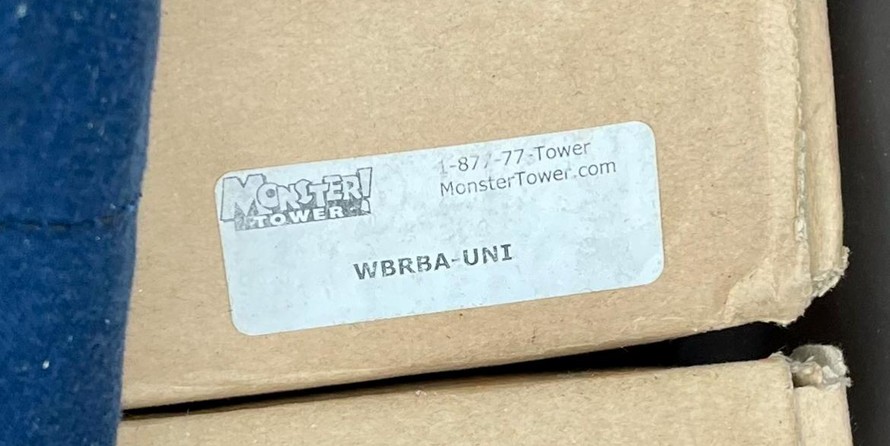 MONSTER!
TOWER
1-877-77-Tower
MonsterTower.com
WBRBA-UNI